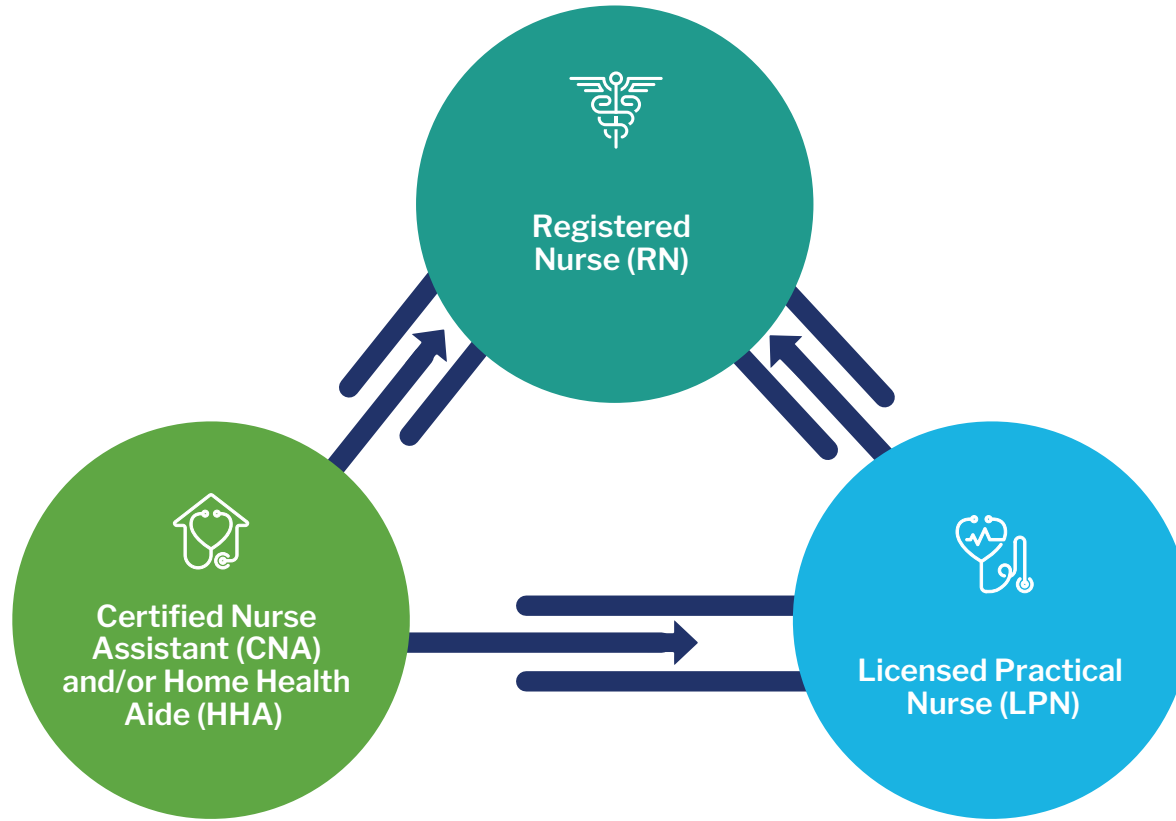 Registered
Nurse (RN)
Certified Nurse
Assistant (CNA)
and/or Home Health
Aide (HHA)
Licensed Practical
Nurse (LPN)